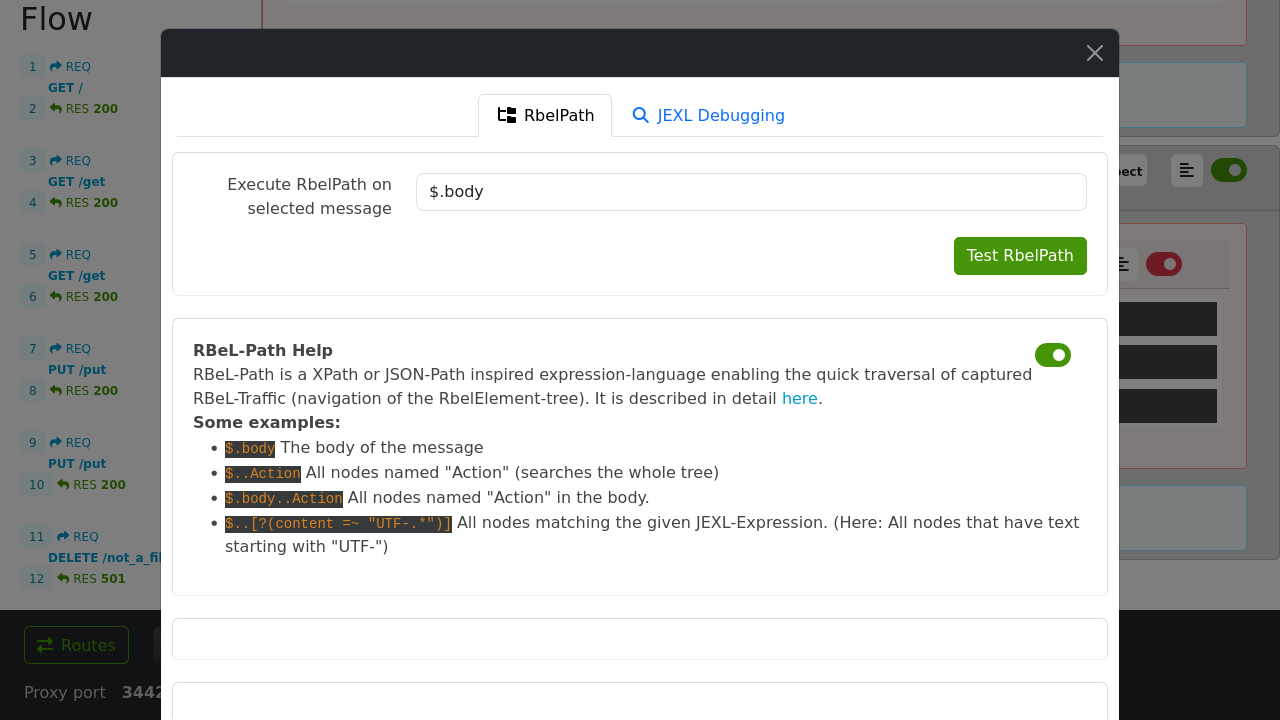 Flow
1 REQ
GET /
2 RES 200
3 REQ
GET /get
4 RES 200
5 REQ
GET /get
6 RES 200
7 REQ
PUT /put
8 RES 200
9 REQ
PUT /put
10 RES 200
11 REQ
DELETE /not_a_fil
12 RES 501
Routes
Proxy port 3442
RbelPath JEXL Debugging
Execute RbelPath on
selected message
$.body
Test RbelPath
RBeL-Path Help
RBeL-Path is a XPath or JSON-Path inspired expression-language enabling the quick traversal of captured
RBeL-Traffic (navigation of the RbelElement-tree). It is described in detail here.
Some examples:
• $.body The body of the message
• $..Action All nodes named "Action" (searches the whole tree)
• $.body..Action All nodes named "Action" in the body.
• $..[?(content =~ "UTF-.*")] All nodes matching the given JEXL-Expression. (Here: All nodes that have text
starting with "UTF-")